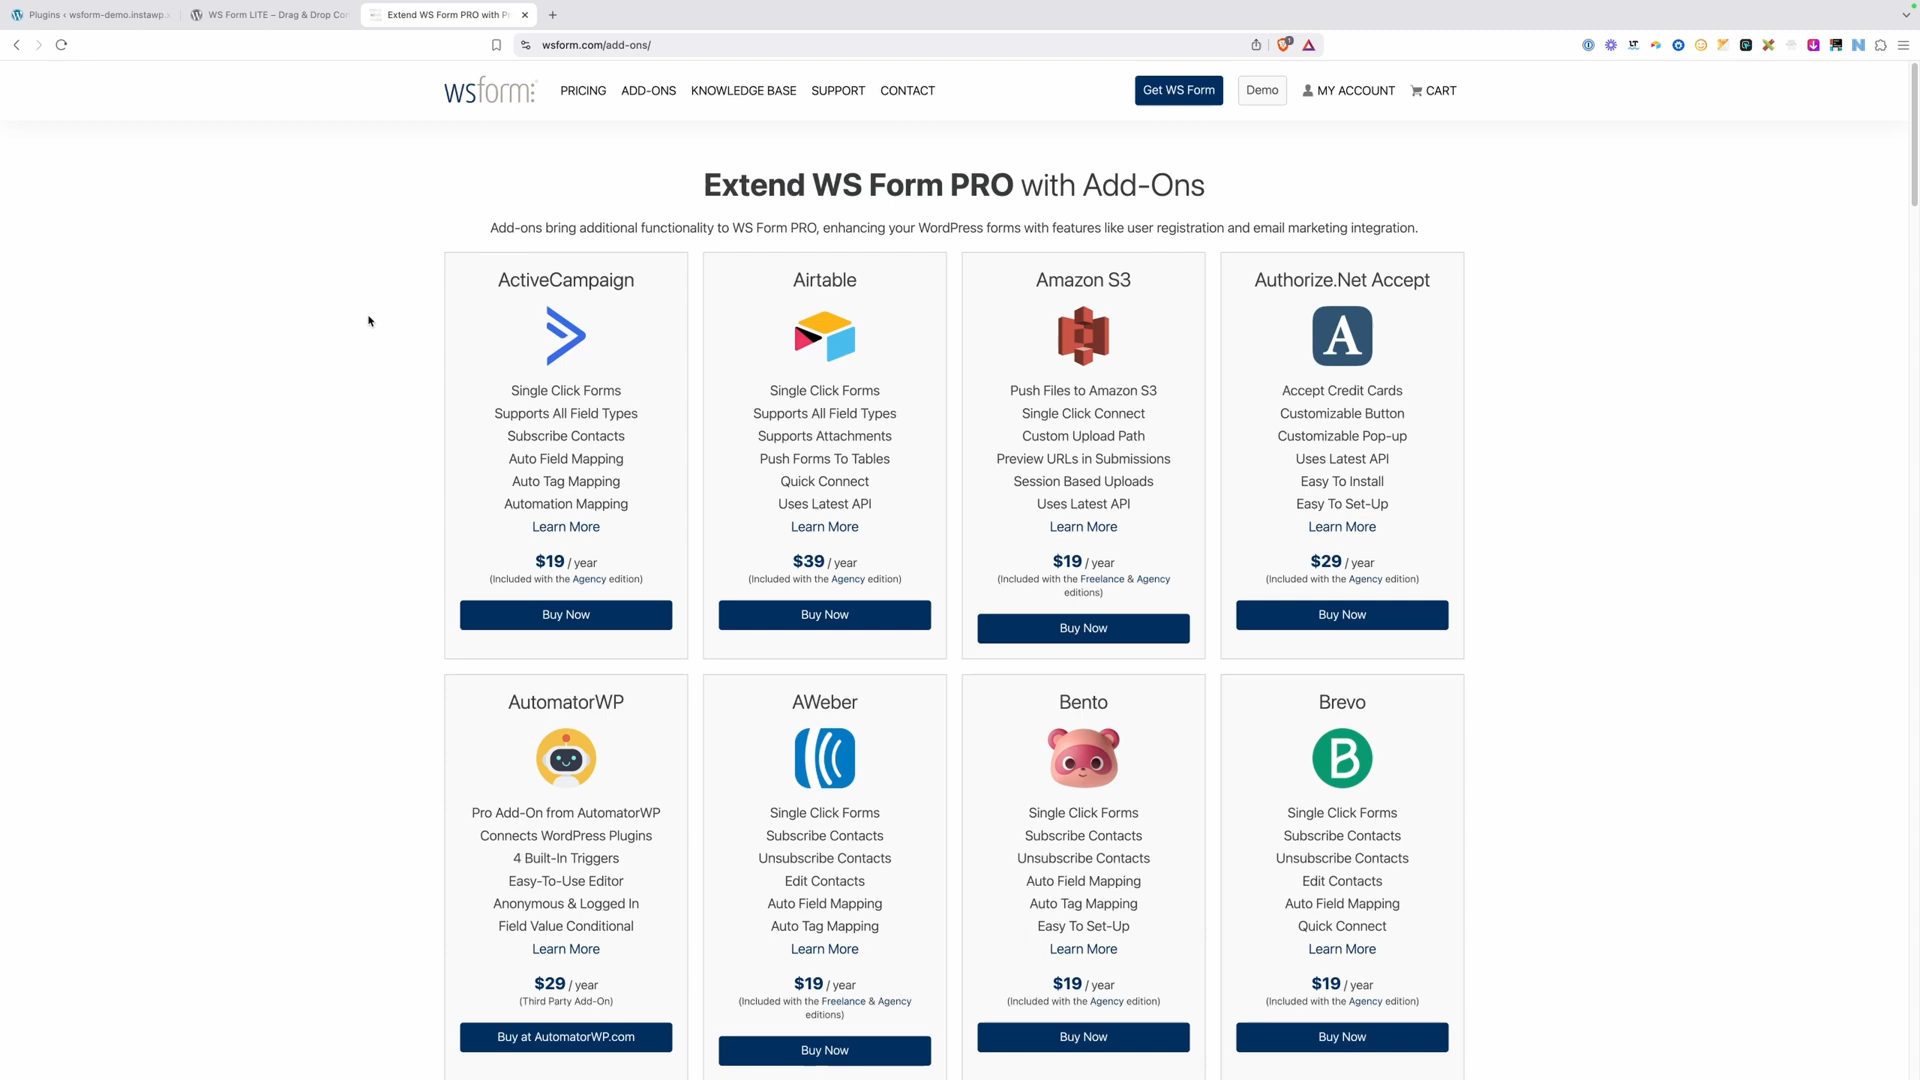 Plugins ‹ wsform-demo.instawp.x
WS Form LITE – Drag & Drop Con
Extend WS Form PRO with P
wsform.com/add-ons/
1
wsform
PRICING
ADD-ONS
KNOWLEDGE BASE
SUPPORT
CONTACT
Get WS Form
Demo
MY ACCOUNT
CART
Extend WS Form PRO with Add-Ons
Add-ons bring additional functionality to WS Form PRO, enhancing your WordPress forms with features like user registration and email marketing integration.
ActiveCampaign
Single Click Forms
Supports All Field Types
Subscribe Contacts
Auto Field Mapping
Auto Tag Mapping
Automation Mapping
Learn More
$19 / year
(Included with the Agency edition)
Buy Now
Airtable
Single Click Forms
Supports All Field Types
Supports Attachments
Push Forms To Tables
Quick Connect
Uses Latest API
Learn More
$39 / year
(Included with the Agency edition)
Buy Now
Amazon S3
Push Files to Amazon S3
Single Click Connect
Custom Upload Path
Preview URLs in Submissions
Session Based Uploads
Uses Latest API
Learn More
$19 / year
(Included with the Freelance & Agency
editions)
Buy Now
Authorize.Net Accept
A
Accept Credit Cards
Customizable Button
Customizable Pop-up
Uses Latest API
Easy To Install
Easy To Set-Up
Learn More
$29 / year
(Included with the Agency edition)
Buy Now
AutomatorWP
Pro Add-On from AutomatorWP
Connects WordPress Plugins
4 Built-In Triggers
Easy-To-Use Editor
Anonymous & Logged In
Field Value Conditional
Learn More
$29 / year
(Third Party Add-On)
Buy at AutomatorWP.com
AWeber
Single Click Forms
Subscribe Contacts
Unsubscribe Contacts
Edit Contacts
Auto Field Mapping
Auto Tag Mapping
Learn More
$19 / year
(Included with the Freelance & Agency
editions)
Buy Now
Bento
Single Click Forms
Subscribe Contacts
Unsubscribe Contacts
Auto Field Mapping
Auto Tag Mapping
Easy To Set-Up
Learn More
$19 / year
(Included with the Agency edition)
Buy Now
Brevo
B
Single Click Forms
Subscribe Contacts
Unsubscribe Contacts
Edit Contacts
Auto Field Mapping
Quick Connect
Learn More
$19 / year
(Included with the Agency edition)
Buy Now